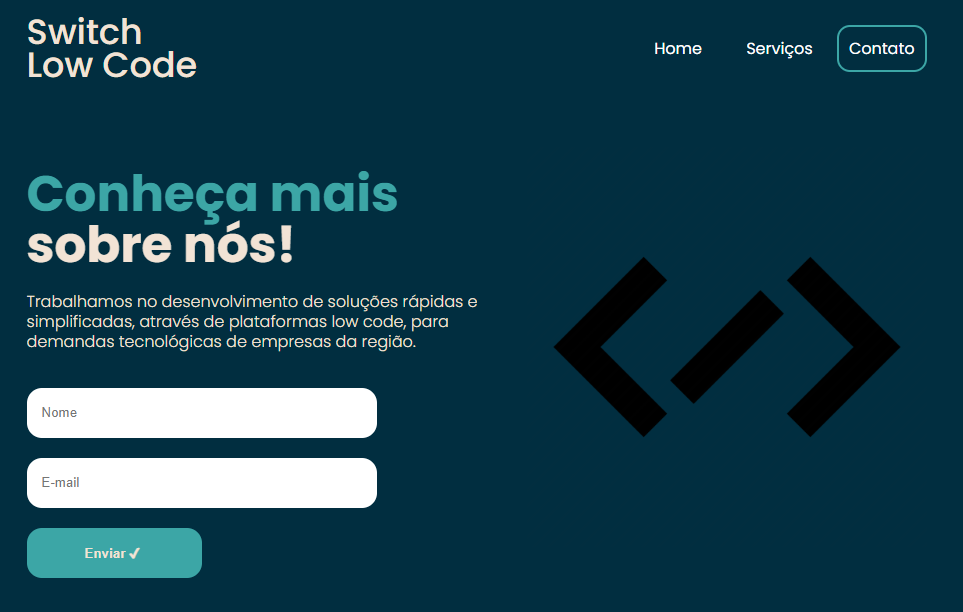 Switch
Low Code
Home Serviços Contato
Conheça mais
sobre nós!
Trabalhamos no desenvolvimento de soluções rápidas e
simplificadas, através de plataformas low code, para
demandas tecnológicas de empresas da região.
Nome
E-mail
Enviar ✔